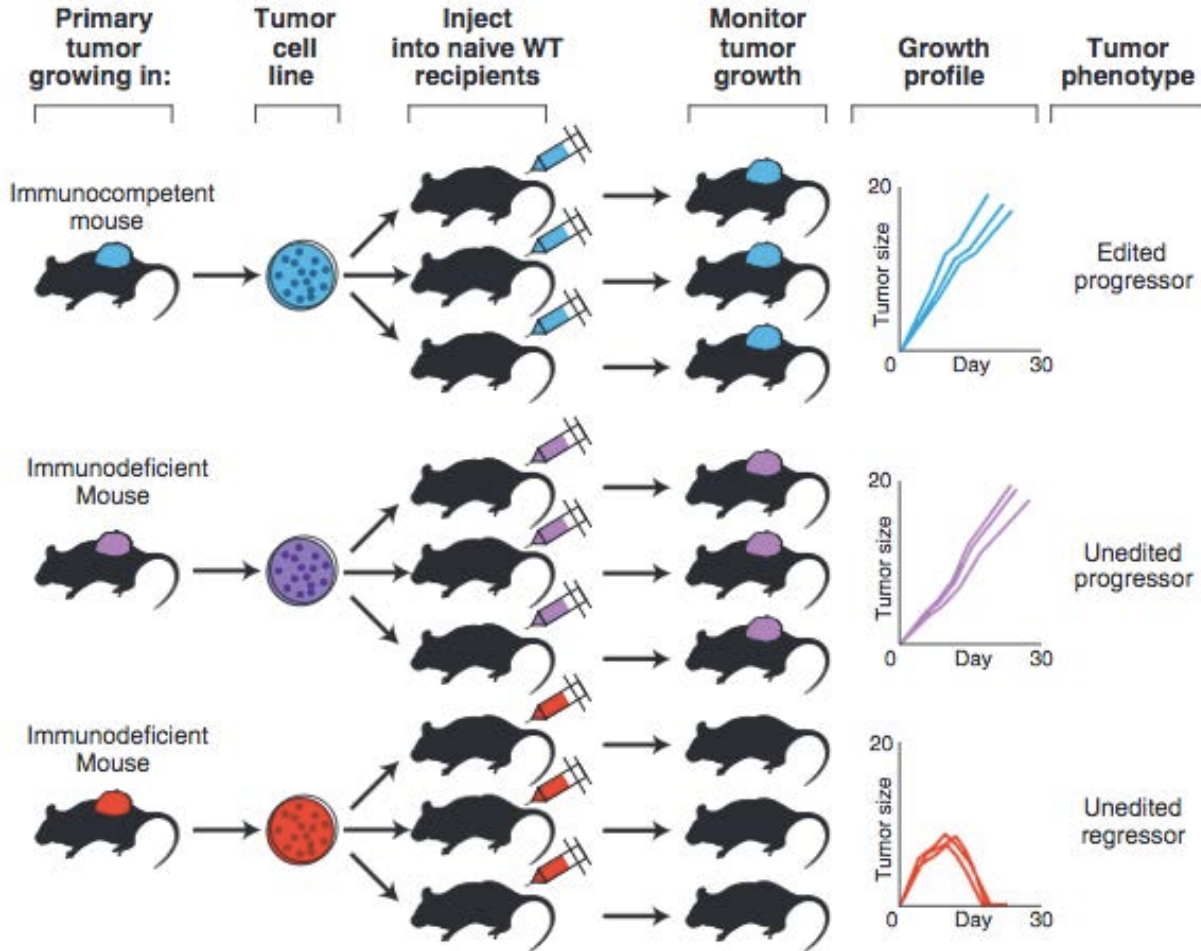 Primary
tumor
growing in:
Tumor
cell
line
Inject
into naive WT
recipients
Monitor
tumor
growth
Growth
profile
Tumor
phenotype
Immunocompetent
mouse
20
Tumor size
0
Day
30
Edited
progressor
Immunodeficient
Mouse
20
Tumor size
0
Day
30
Unedited
progressor
Immunodeficient
Mouse
20
Tumor size
0
Day
30
Unedited
regressor